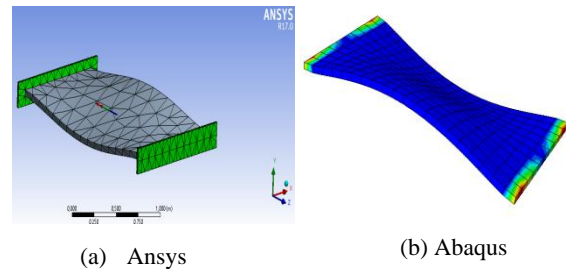 ANSYS
R17.0
0,000
0,500
1,000 (m)
0,250
0,750
Y
X
Z
(a) Ansys
(b) Abaqus